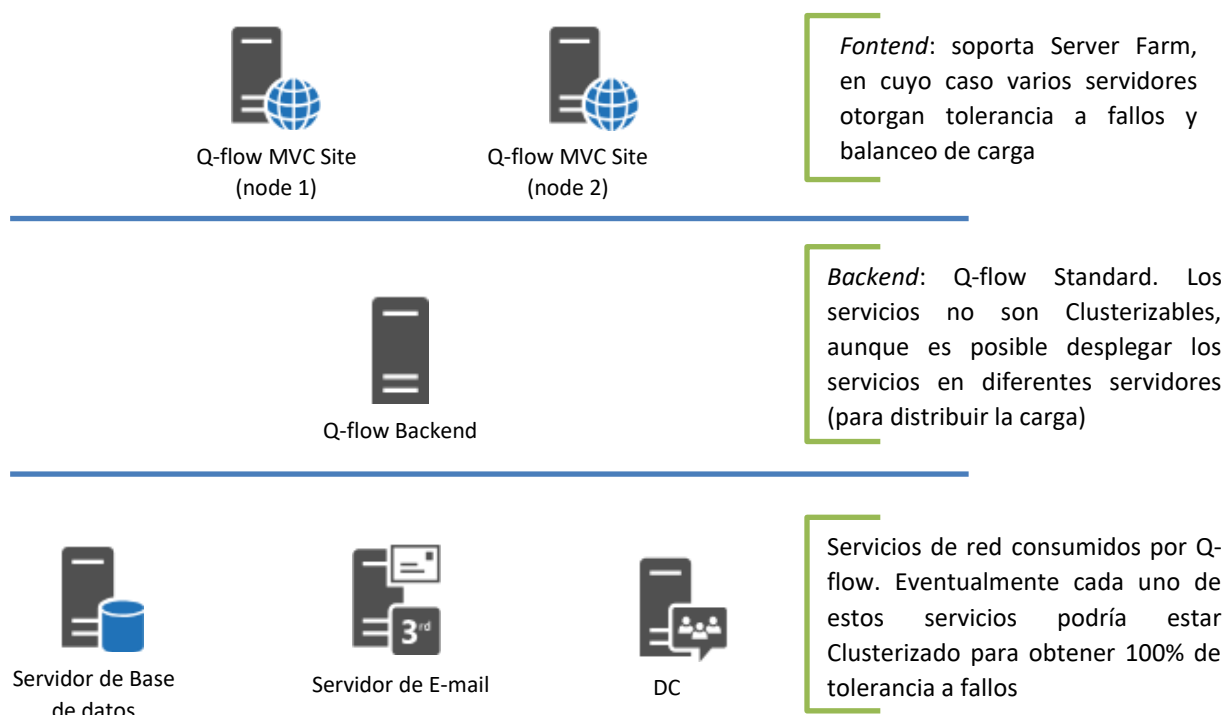 Fontend: soporta Server Farm,
en cuyo caso varios servidores
otorgan tolerancia a fallos y
balanceo de carga
Q-flow MVC Site
(node 1)
Q-flow MVC Site
(node 2)
Backend: Q-flow Standard. Los
servicios no son Clusterizables,
aunque es posible desplegar los
servicios en diferentes servidores
(para distribuir la carga)
Q-flow Backend
Servicios de red consumidos por Q-
flow. Eventualmente cada uno de
estos servicios podría estar
Clusterizado para obtener 100% de
tolerancia a fallos
3rd
Servidor de Base
de datos
Servidor de E-mail
DC